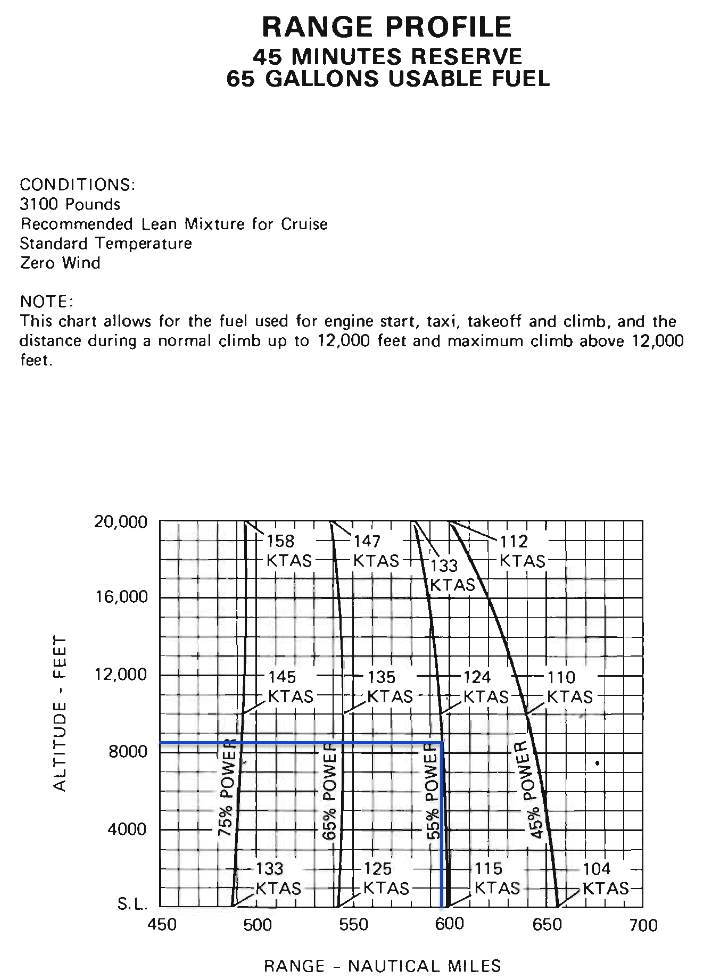 RANGE PROFILE
45 MINUTES RESERVE
65 GALLONS USABLE FUEL
CONDITIONS:
3100 Pounds
Recommended Lean Mixture for Cruise
Standard Temperature
Zero Wind
NOTE:
This chart allows for the fuel used for engine start, taxi, takeoff and climb, and the
distance during a normal climb up to 12,000 feet and maximum climb above 12,000
feet.
ALTITUDE - FEET
20,000
16,000
12,000
8000
4000
S.L.
158
KTAS
147
KTAS
133
KTAS
112
KTAS
145
KTAS
135
KTAS
124
KTAS
110
KTAS
75% POWER
65% POWER
55% POWER
45% POWER
133
KTAS
125
KTAS
115
KTAS
104
KTAS
450 500 550 600 650 700
RANGE - NAUTICAL MILES